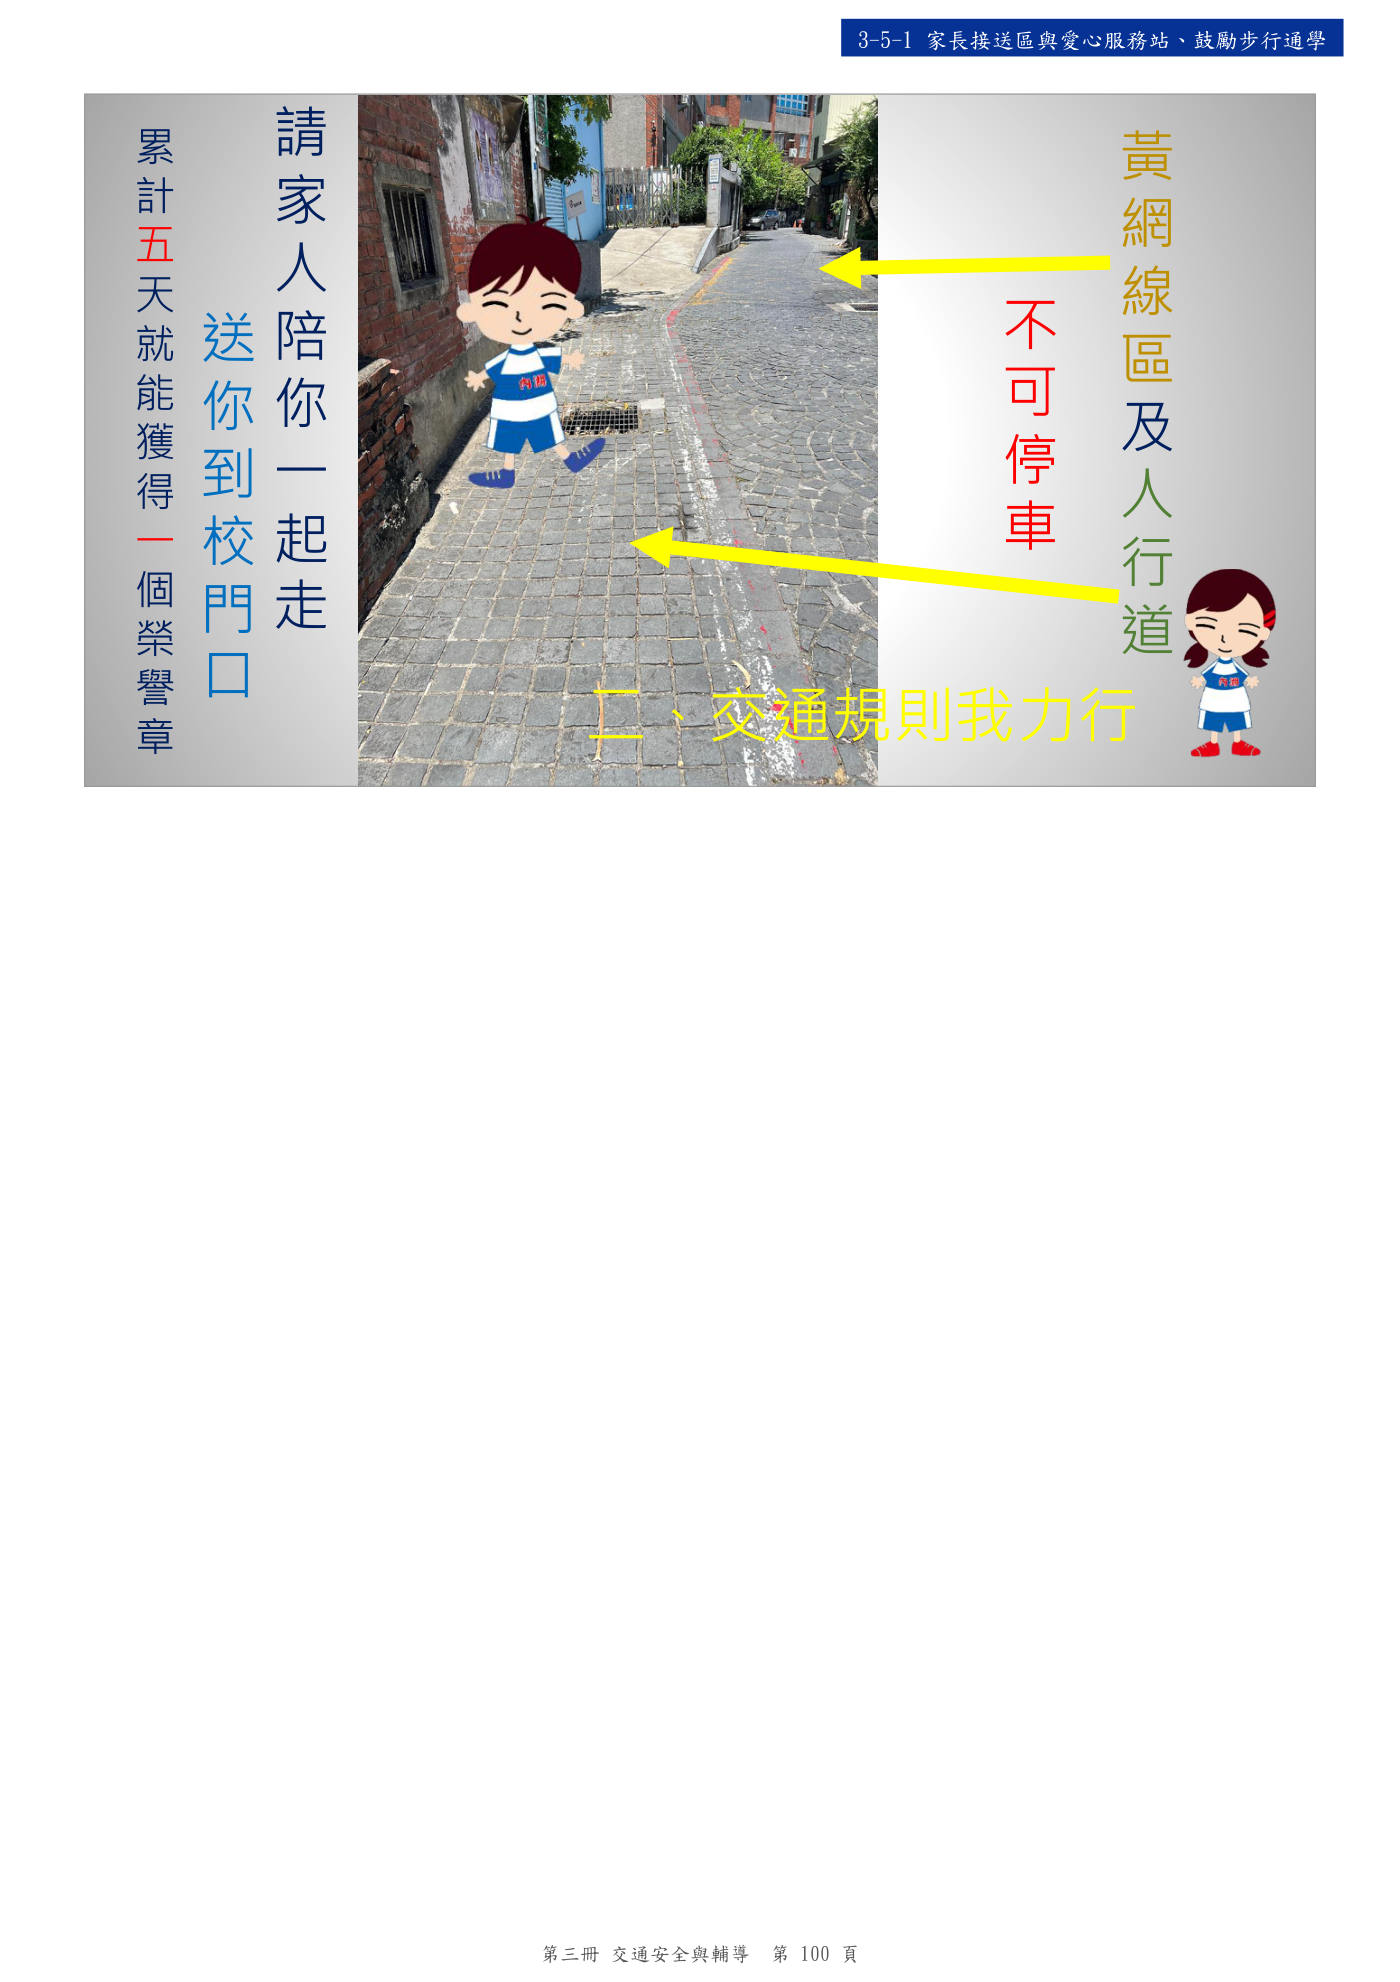 3-5-1 家長接送區與愛心服務站、鼓勵步行通學
黃網線區及人行道
不可停車
請家人陪你一起走
送你到校門口
累計五天就能獲得一個榮譽章
內湖
內湖
二、交通規則我力行
第三冊 交通安全與輔導 第 100 頁